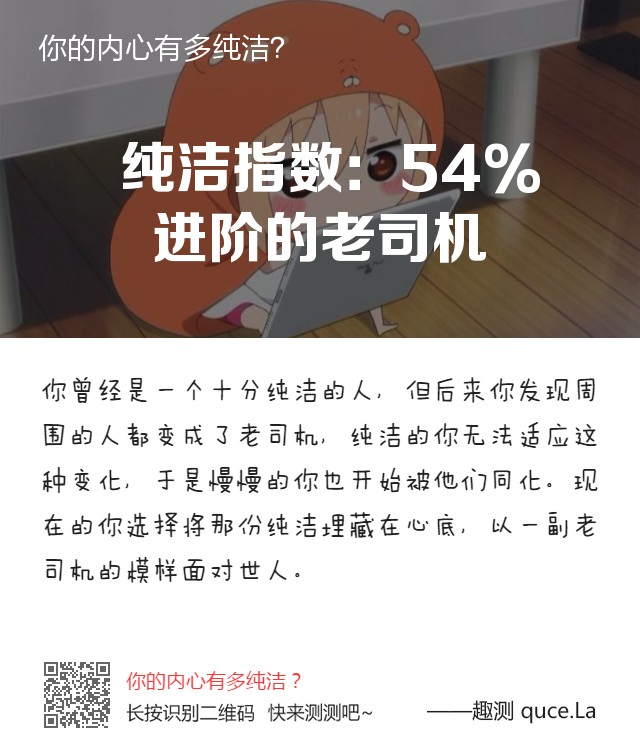 你的内心有多纯洁?
纯洁指数：54%
进阶的老司机
你曾经是一个十分纯洁的人，但后来你发现周
围的人都变成了老司机，纯洁的你无法适应这
种变化，于是慢慢的你也开始被他们同化。现
在的你选择将那份纯洁埋藏在心底，以一副老
司机的模样面对世人。
你的内心有多纯洁？
长按识别二维码 快来测测吧~
——趣测 quce.La